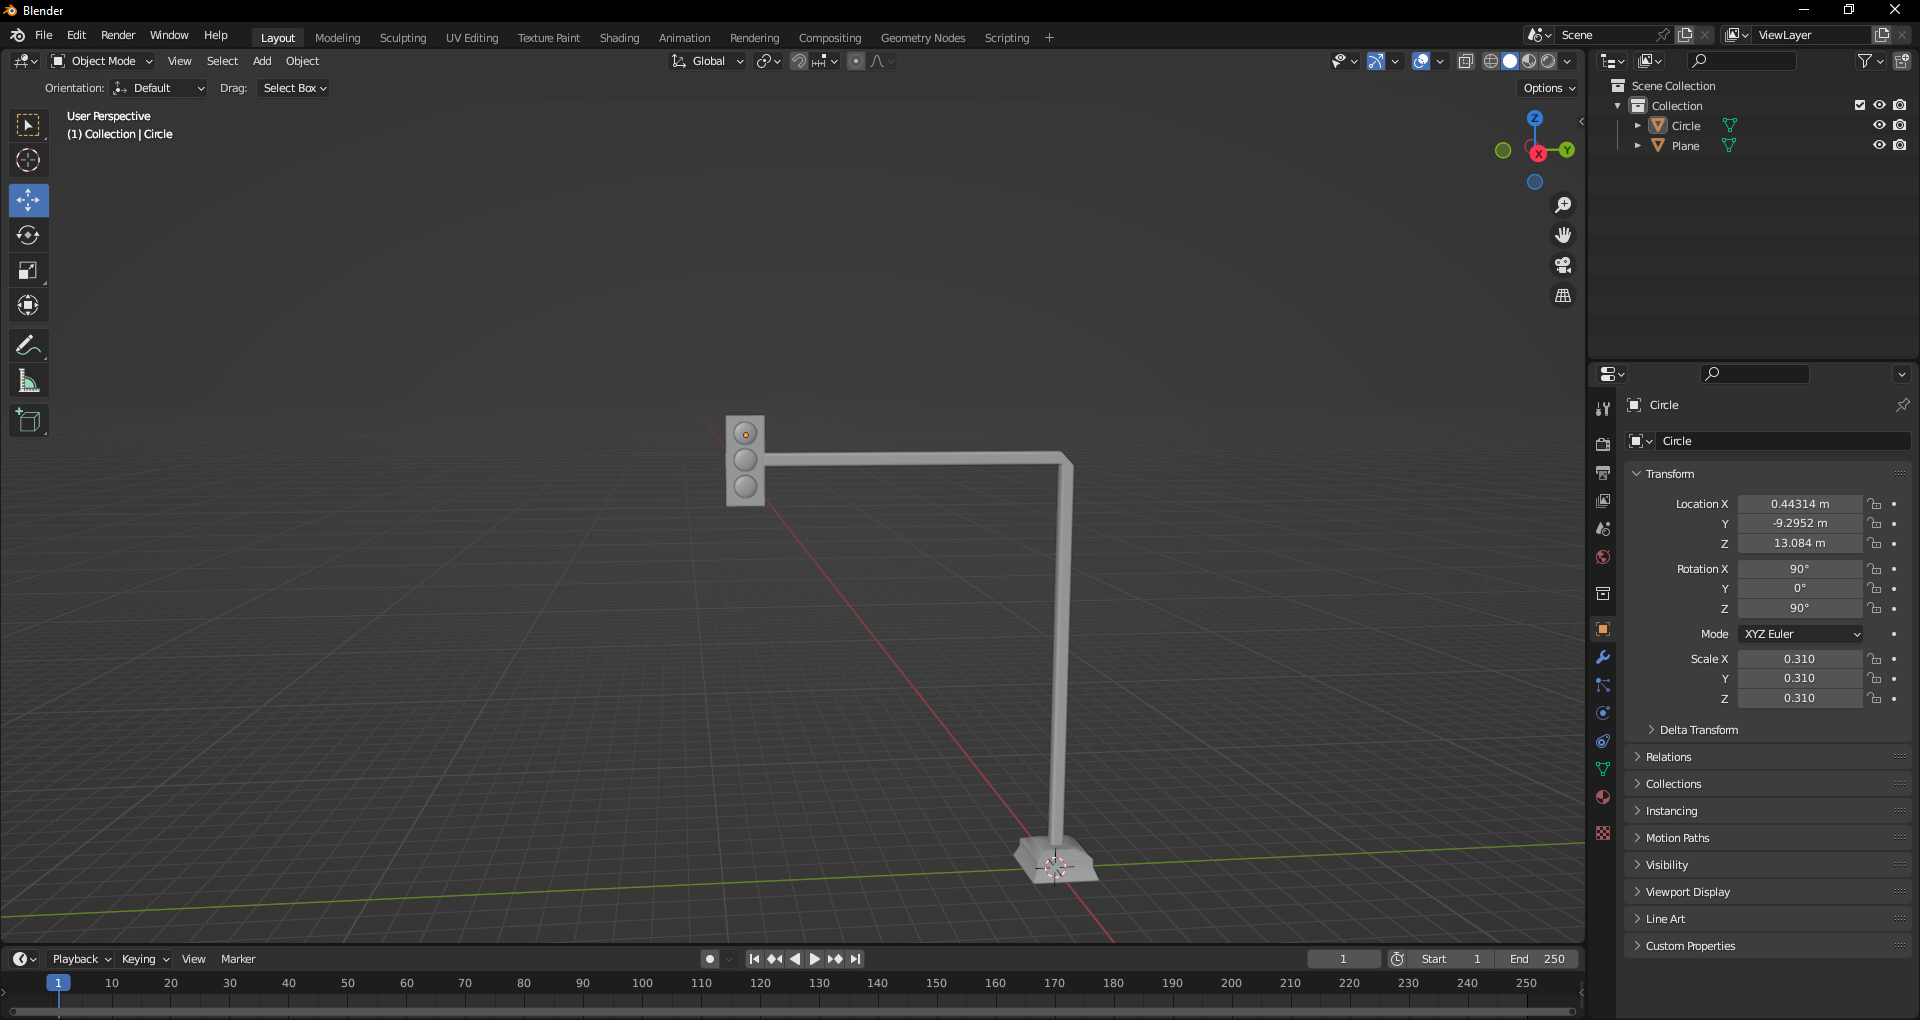 Blender
File Edit Render Window Help Layout Modeling Sculpting UV Editing Texture Paint Shading Animation Rendering Compositing Geometry Nodes Scripting + Scene ViewLayer
Object Mode View Select Add Object Global
Orientation: Default Drag: Select Box Options
User Perspective
(1) Collection | Circle
Z
Y
X
Scene Collection
Collection
Circle
Plane
Circle
Circle
Transform
Location X 0.44314 m
Y -9.2952 m
Z 13.084 m
Rotation X 90°
Y 0°
Z 90°
Mode XYZ Euler
Scale X 0.310
Y 0.310
Z 0.310
Delta Transform
Relations
Collections
Instancing
Motion Paths
Visibility
Viewport Display
Line Art
Custom Properties
Playback Keying View Marker 1 Start 1 End 250
1 10 20 30 40 50 60 70 80 90 100 110 120 130 140 150 160 170 180 190 200 210 220 230 240 250